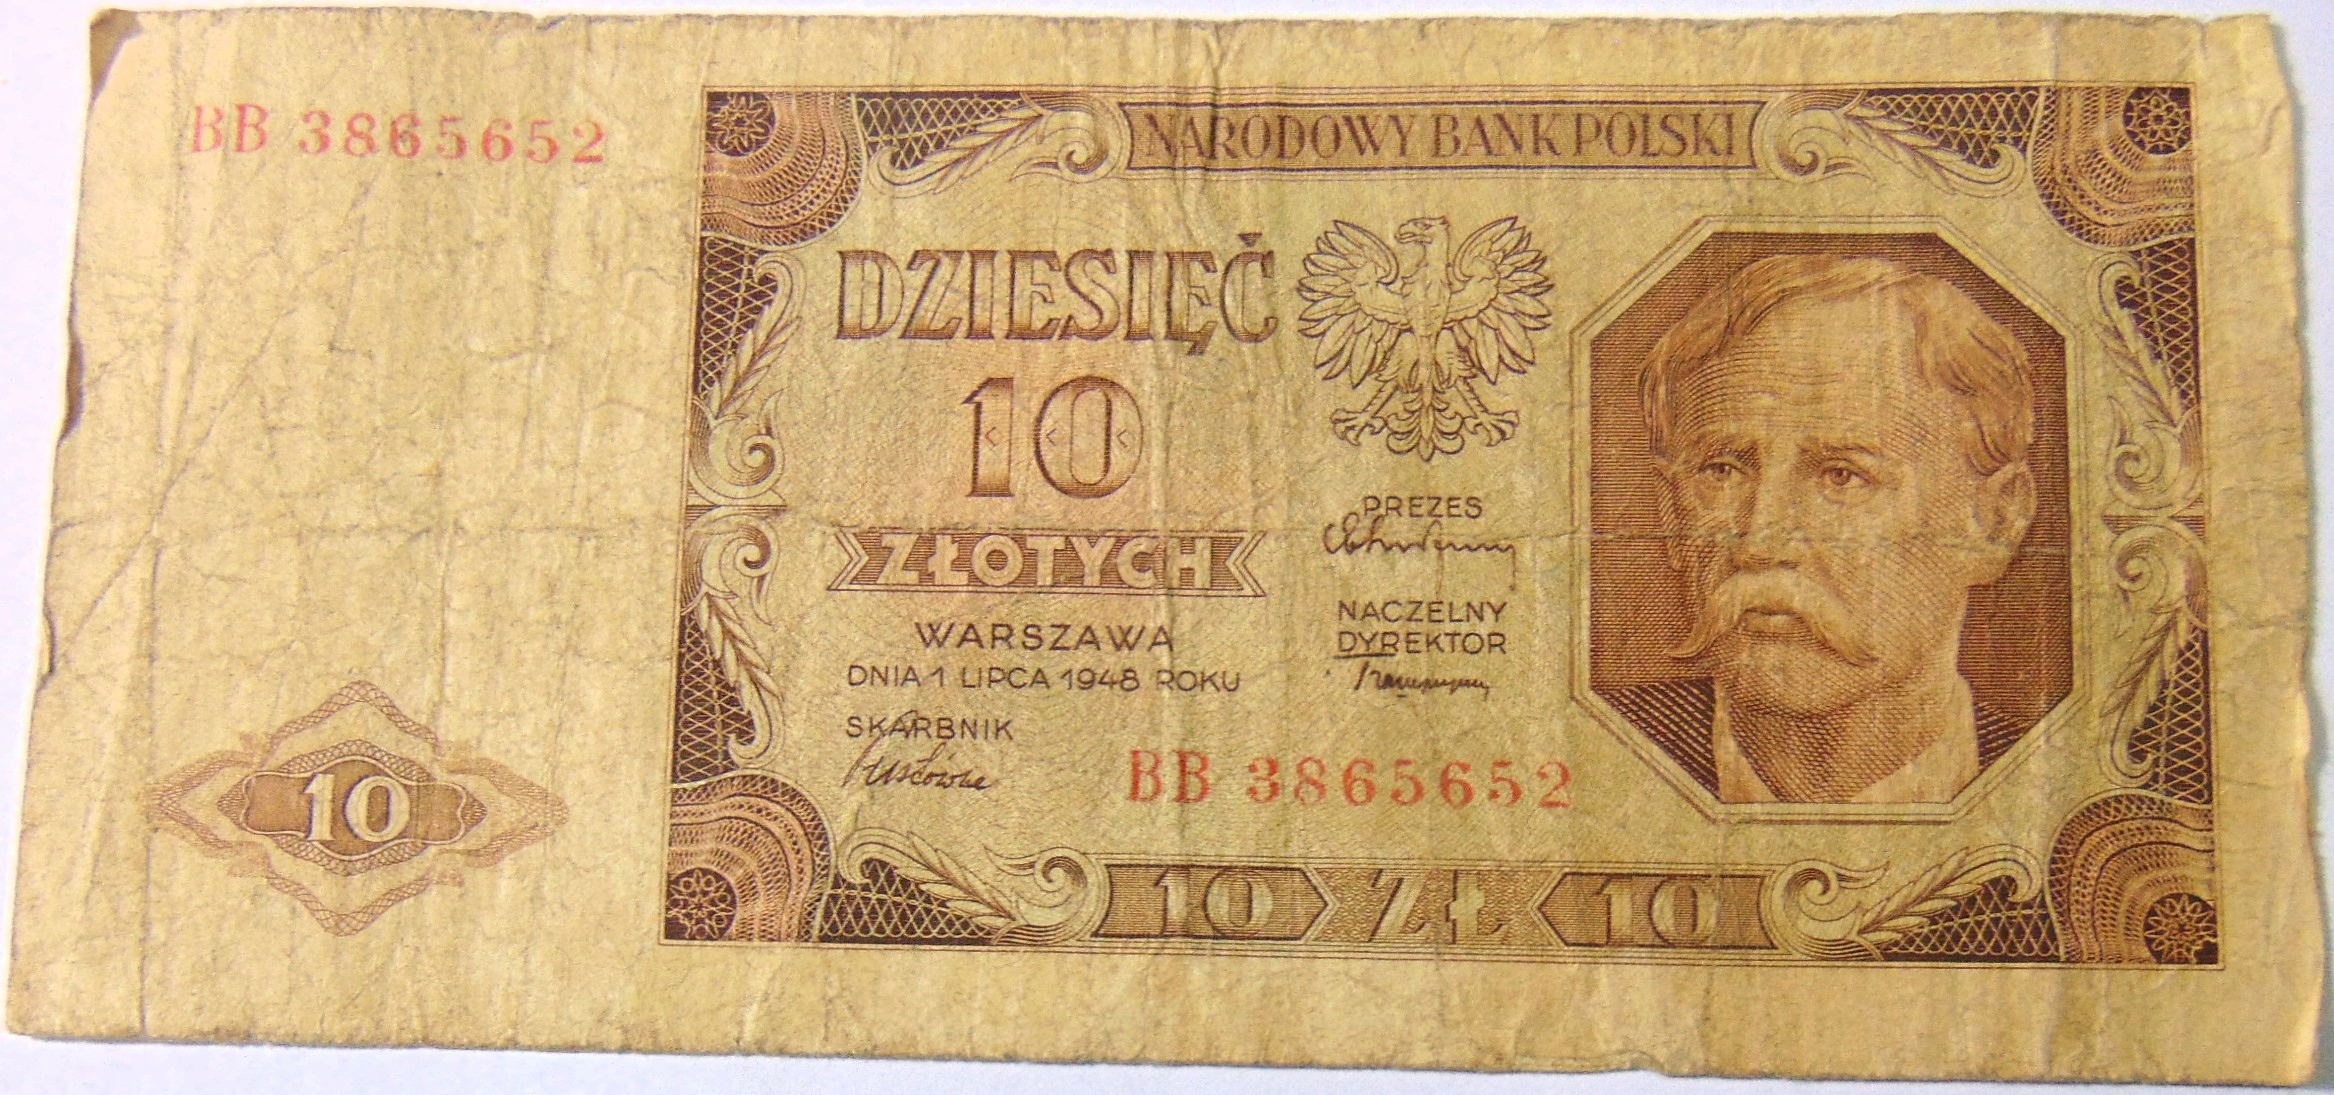 BB 3865652
NARODOWY BANK POLSKI
DZIESIĘĆ
10
ZŁOTYCH
WARSZAWA
DNIA 1 LIPCA 1948 ROKU
SKARBNIK
PREZES
NACZELNY
DYREKTOR
BB 3865652
10
10 ZŁ 10